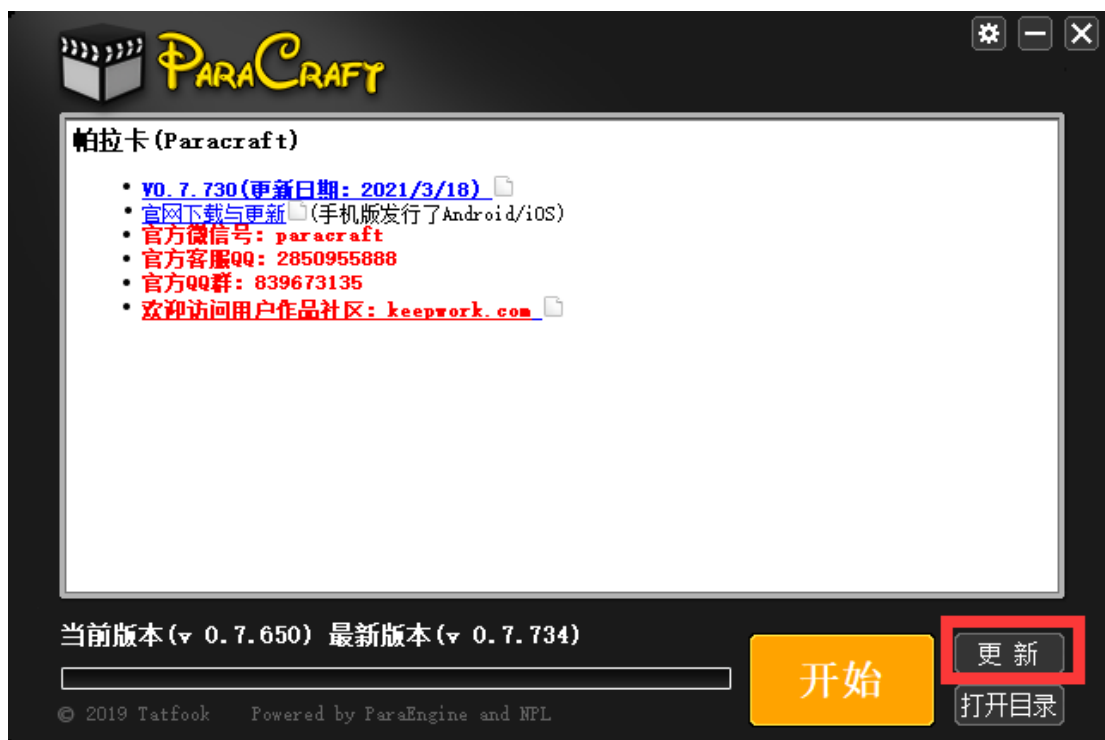 PARACRAFT
帕拉卡(Paracraft)
V0.7.730(更新日期: 2021/3/18)
官网下载与更新(手机版发行了Android/iOS)
官方微信号: paracraft
官方客服QQ: 2850955888
官方QQ群: 839673135
欢迎访问用户作品社区: keepwork.com
当前版本(v 0.7.650) 最新版本(v 0.7.734)
开始
更 新
打开目录
© 2019 Tatfook Powered by ParaEngine and NPL